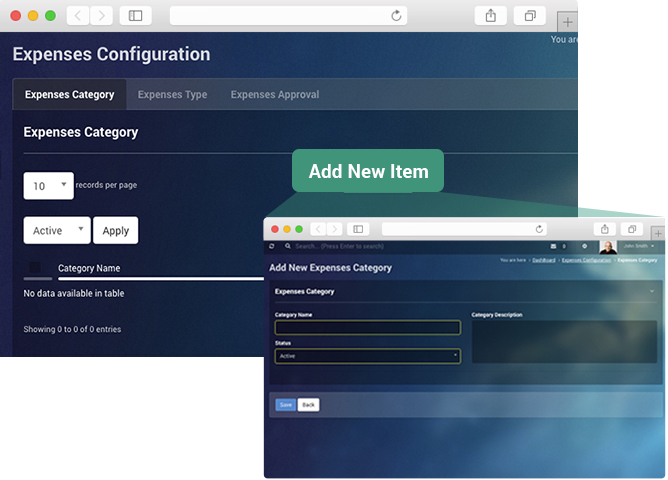 You are
Expenses Configuration
Expenses Category Expenses Type Expenses Approval
Expenses Category
10 records per page
Active Apply
Category Name
No data available in table
Showing 0 to 0 of 0 entries
Add New Item
Search... (Press Enter to search) 0 John Smith
You are here : Dashboard Expenses Configuration Expenses Category
Add New Expenses Category
Expenses Category
Category Name Category Description
Status
Active
Save Back